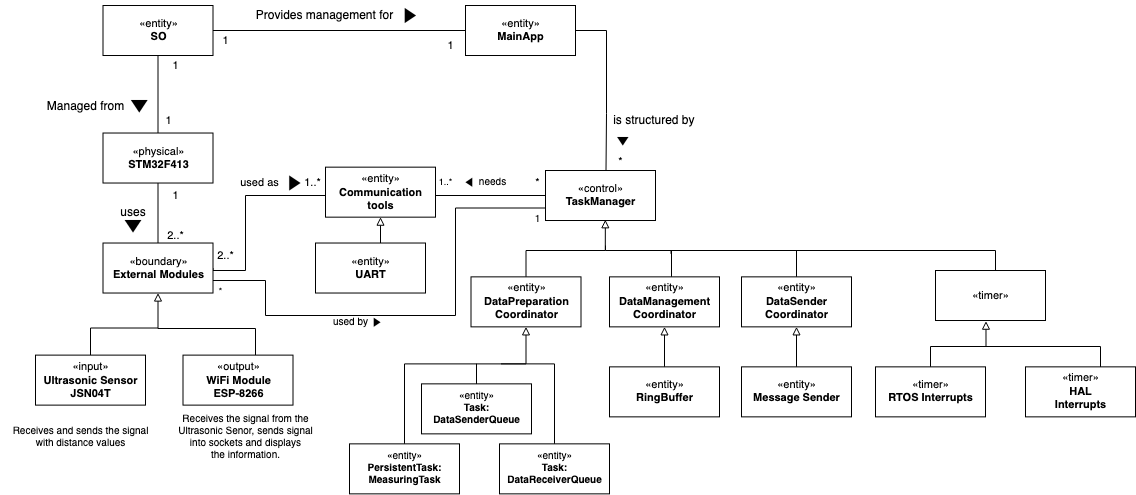 «entity»
SO
Provides management for
1
1
«entity»
MainApp
1
Managed from
1
is structured by
*
«physical»
STM32F413
1
uses
2..*
used as
1..*
«entity»
Communication
tools
1..*
needs
*
«control»
TaskManager
1
«boundary»
External Modules
2..*
*
used by
«entity»
UART
«entity»
DataPreparation
Coordinator
«entity»
DataManagement
Coordinator
«entity»
DataSender
Coordinator
«timer»
«input»
Ultrasonic Sensor
JSN04T
«output»
WiFi Module
ESP-8266
Receives and sends the signal
with distance values
Receives the signal from the
Ultrasonic Senor, sends signal
into sockets and displays
the information.
«entity»
Task:
DataSenderQueue
«entity»
PersistentTask:
MeasuringTask
«entity»
Task:
DataReceiverQueue
«entity»
RingBuffer
«entity»
Message Sender
«timer»
RTOS Interrupts
«timer»
HAL
Interrupts